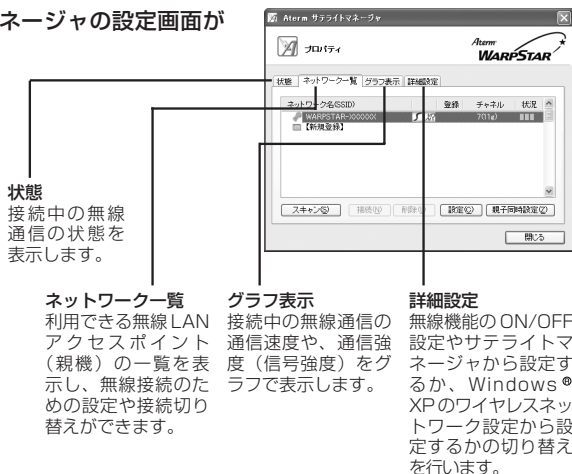 ネージャの設定画面が
Aterm サテライトマネージャ
プロパティ
Aterm
WARPSTAR
状態 ネットワーク一覧 グラフ表示 詳細設定
ネットワーク名(SSID) 登録 チャネル 状況
WARPSTAR-XXXXXX 7(11g)
【新規登録】
スキャン(S) 接続(N) 削除(D) 設定(C) 親子同時設定(Z)
閉じる
状態
接続中の無線
通信の状態を
表示します。
ネットワーク一覧
利用できる無線LAN
アクセスポイント
(親機)の一覧を表
示し、無線接続のた
めの設定や接続切り
替えができます。
グラフ表示
接続中の無線通信の
通信速度や、通信強
度(信号強度)をグ
ラフで表示します。
詳細設定
無線機能のON/OFF
設定やサテライトマ
ネージャから設定す
るか、Windows®
XPのワイヤレスネッ
トワーク設定から設
定するかの切り替え
を行います。